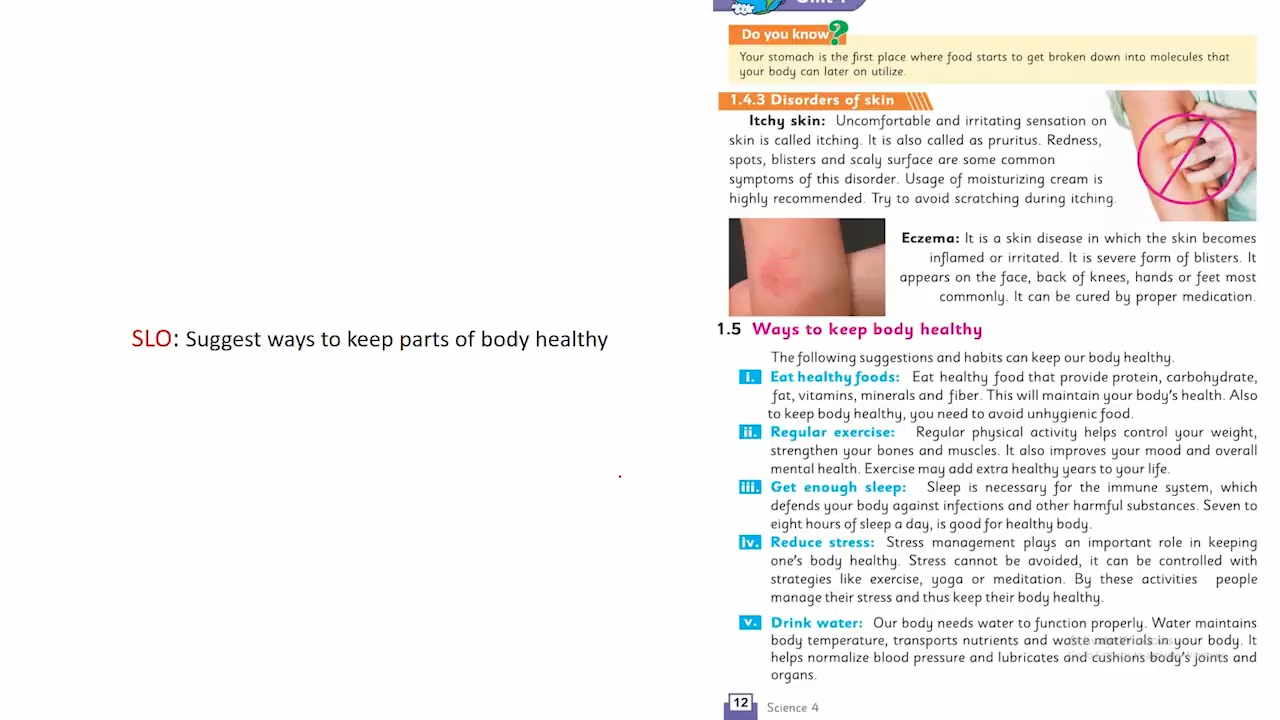 SLO: Suggest ways to keep parts of body healthy
Do you know?
Your stomach is the first place where food starts to get broken down into molecules that
your body can later on utilize.
1.4.3 Disorders of skin
Itchy skin: Uncomfortable and irritating sensation on
skin is called itching. It is also called as pruritus. Redness,
spots, blisters and scaly surface are some common
symptoms of this disorder. Usage of moisturizing cream is
highly recommended. Try to avoid scratching during itching.
Eczema: It is a skin disease in which the skin becomes
inflamed or irritated. It is severe form of blisters. It
appears on the face, back of knees, hands or feet most
commonly. It can be cured by proper medication.
1.5 Ways to keep body healthy
The following suggestions and habits can keep our body healthy.
i. Eat healthy foods: Eat healthy food that provide protein, carbohydrate,
fat, vitamins, minerals and fiber. This will maintain your body's health. Also
to keep body healthy, you need to avoid unhygienic food.
ii. Regular exercise: Regular physical activity helps control your weight,
strengthen your bones and muscles. It also improves your mood and overall
mental health. Exercise may add extra healthy years to your life.
iii. Get enough sleep: Sleep is necessary for the immune system, which
defends your body against infections and other harmful substances. Seven to
eight hours of sleep a day, is good for healthy body.
iv. Reduce stress: Stress management plays an important role in keeping
one's body healthy. Stress cannot be avoided, it can be controlled with
strategies like exercise, yoga or meditation. By these activities people
manage their stress and thus keep their body healthy.
v. Drink water: Our body needs water to function properly. Water maintains
body temperature, transports nutrients and waste materials in your body. It
helps normalize blood pressure and lubricates and cushions body's joints and
organs.
12 Science 4